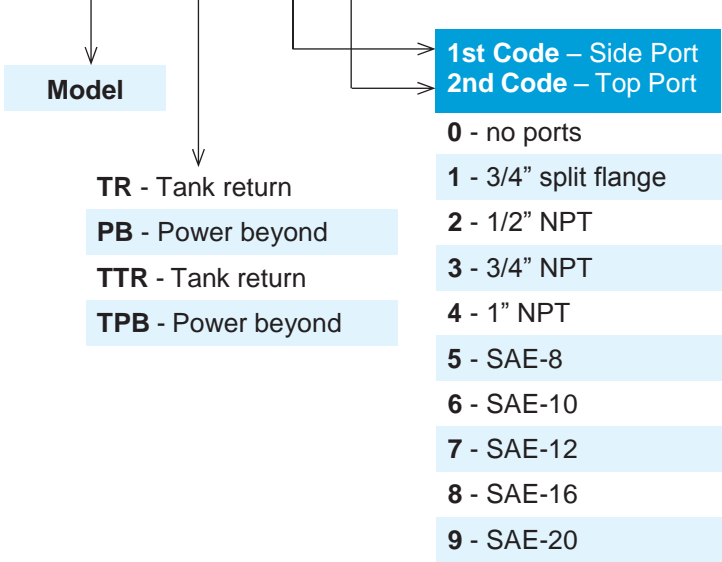 Model
TR - Tank return
PB - Power beyond
TTR - Tank return
TPB - Power beyond
1st Code – Side Port
2nd Code – Top Port
0 - no ports
1 - 3/4” split flange
2 - 1/2” NPT
3 - 3/4” NPT
4 - 1” NPT
5 - SAE-8
6 - SAE-10
7 - SAE-12
8 - SAE-16
9 - SAE-20